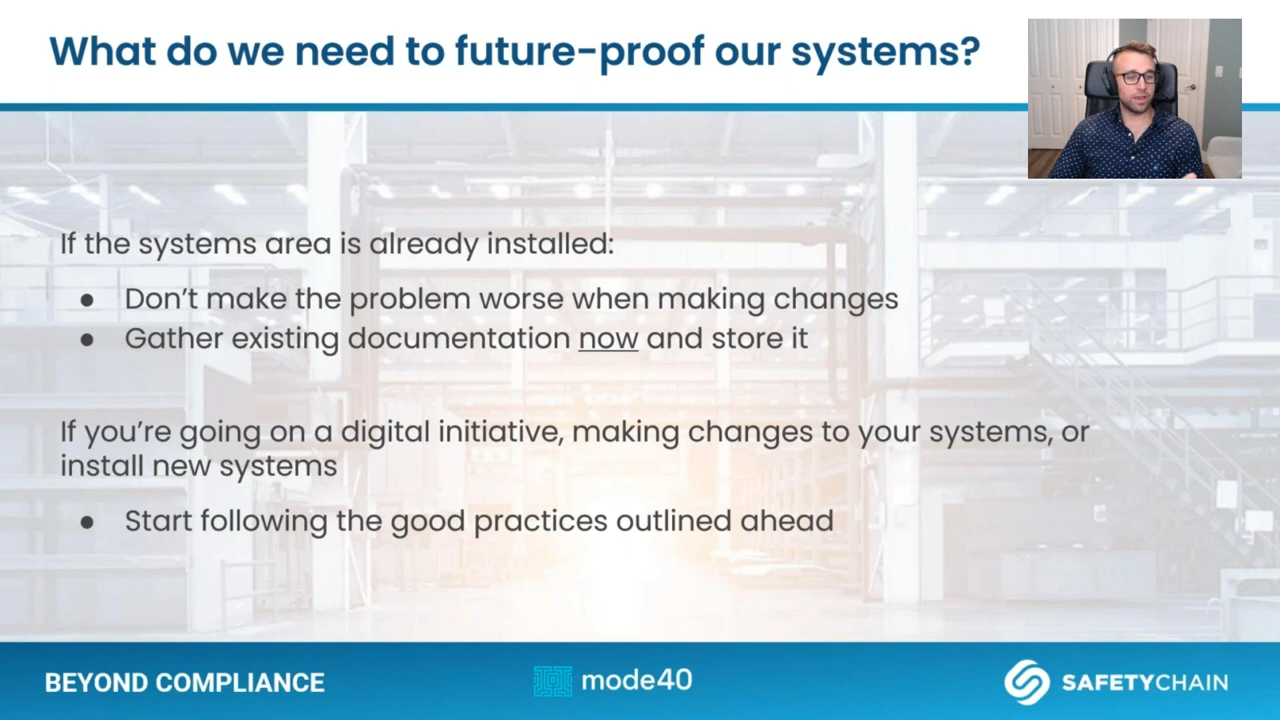 What do we need to future-proof our systems?
If the systems area is already installed:
● Don’t make the problem worse when making changes
● Gather existing documentation now and store it
If you’re going on a digital initiative, making changes to your systems, or
install new systems
● Start following the good practices outlined ahead
BEYOND COMPLIANCE
mode40
SAFETYCHAIN